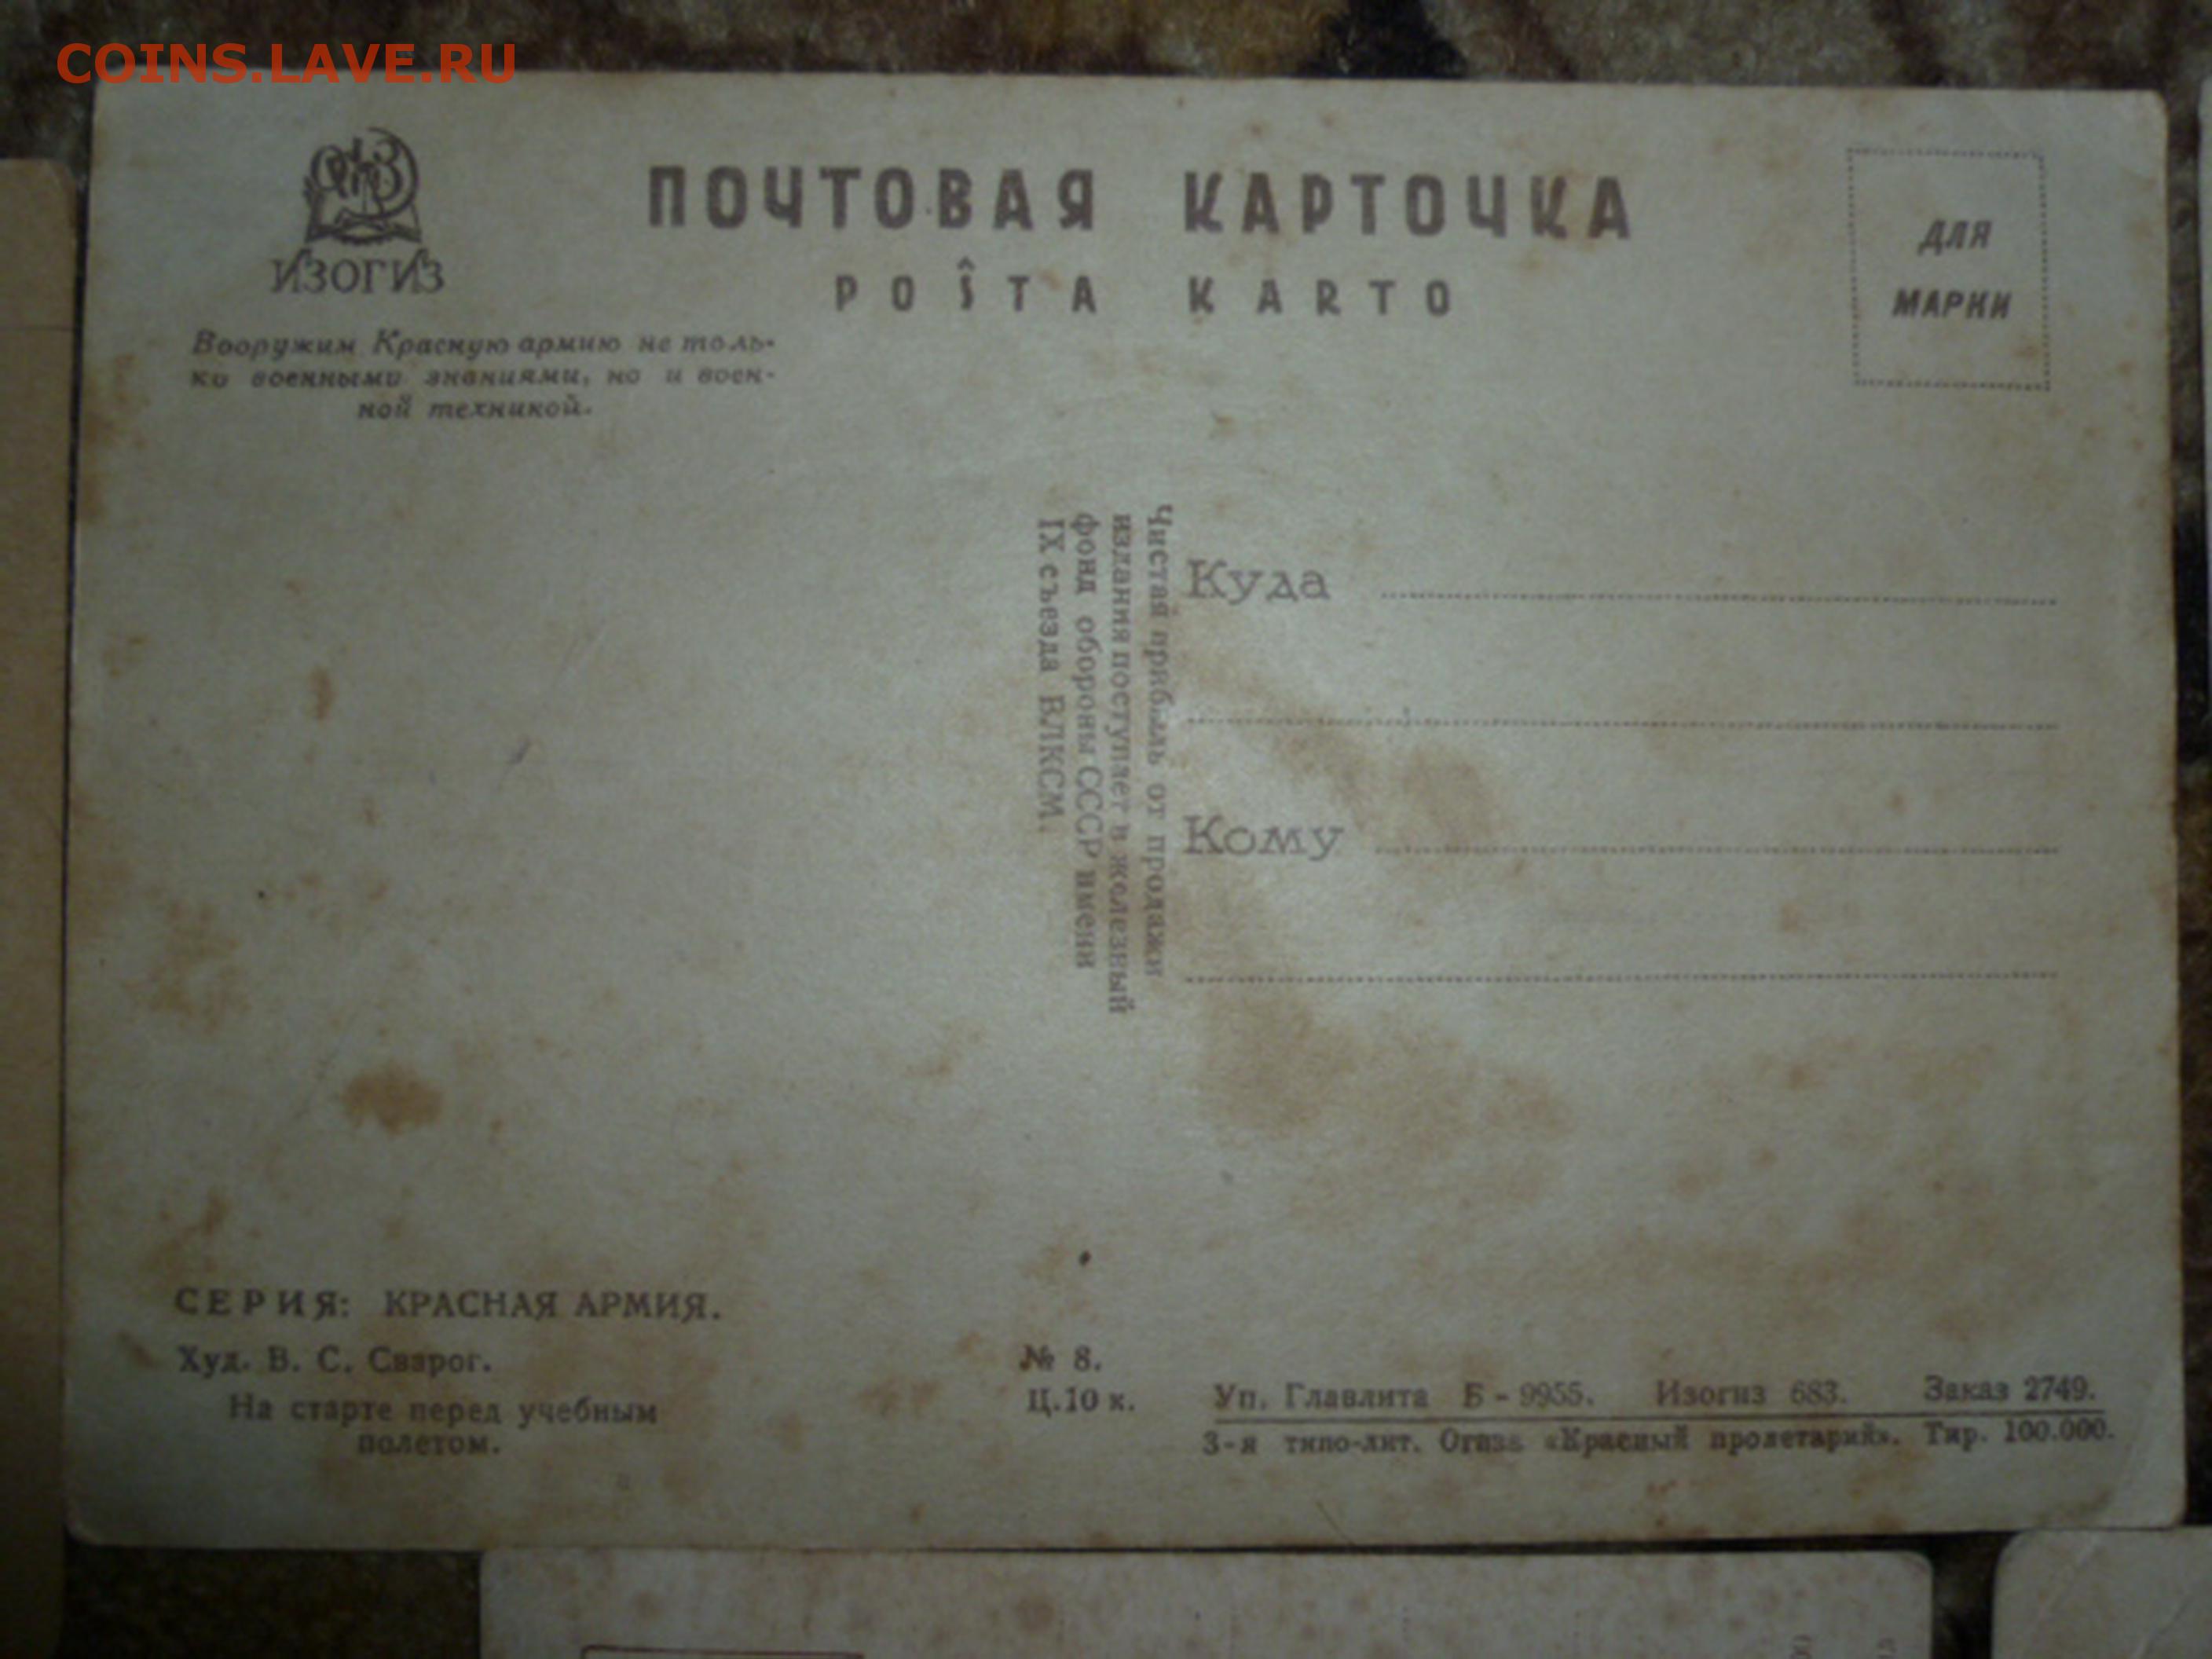 COINS.LAVE.RU
ИЗОГИЗ
ПОЧТОВАЯ КАРТОЧКА
POŜTA KARTO
ДЛЯ
МАРКИ
Вооружим Красную армию не толь-
ко военными знаниями, но и воен-
ной техникой.
Чистая прибыль от продажи
издания поступает в железный
фонд обороны СССР имени
IX съезда ВЛКСМ.
Куда
Кому
СЕРИЯ: КРАСНАЯ АРМИЯ.
Худ. В. С. Сварог.
На старте перед учебным
полетом.
№ 8.
Ц. 10 к.
Уп. Главлита Б - 9955. Изогиз 683. Заказ 2749.
3-я типо-лит. Огиза «Красный пролетарий». Тир. 100.000.